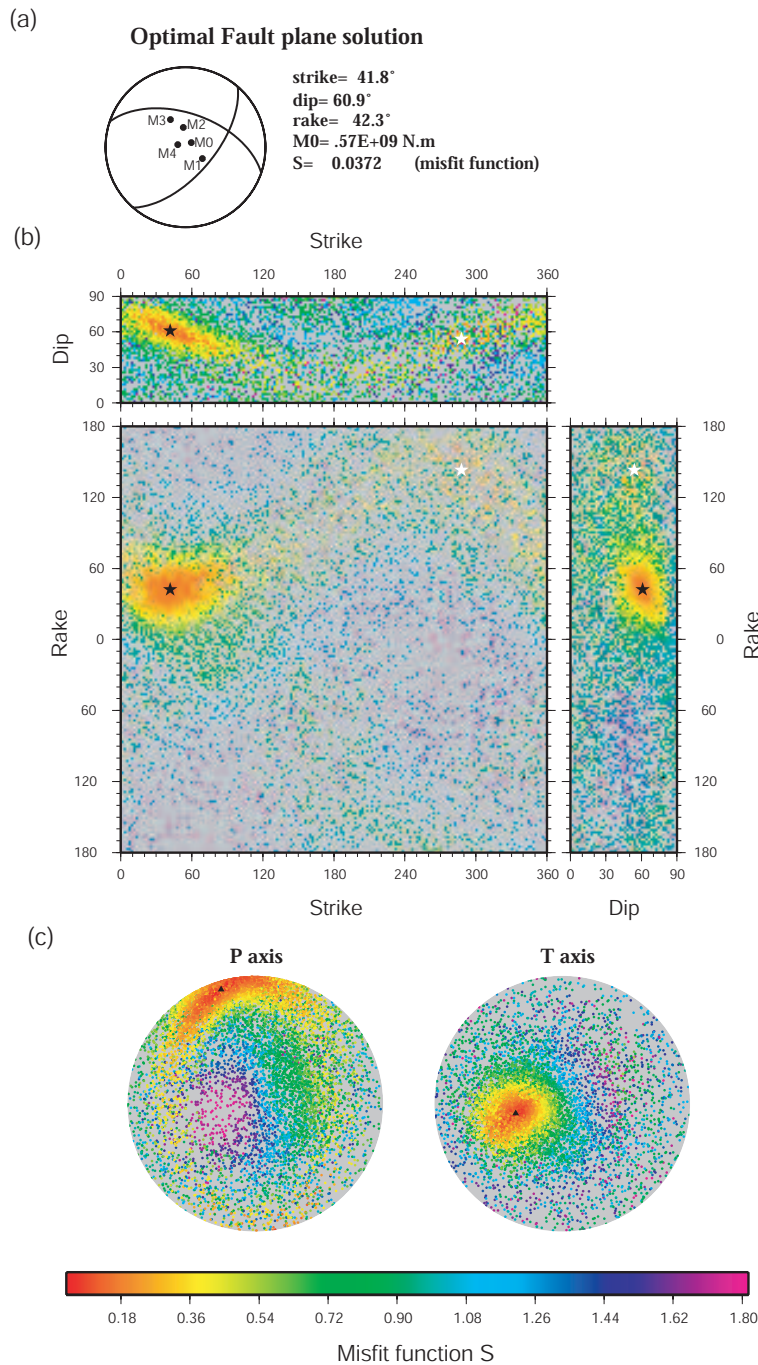 (a)
Optimal Fault plane solution
strike= 41.8°
dip= 60.9°
rake= 42.3°
M0= .57E+09 N.m
S= 0.0372 (misfit function)
M3
M2
M0
M4
M1
(b)
Strike
0 60 120 180 240 300 360
90
60
30
0
Dip
180
120
60
0
60
120
180
Rake
180
120
60
0
60
120
180
Rake
0 60 120 180 240 300 360
0 30 60 90
Strike
Dip
(c)
P axis
T axis
0.18 0.36 0.54 0.72 0.90 1.08 1.26 1.44 1.62 1.80
Misfit function S